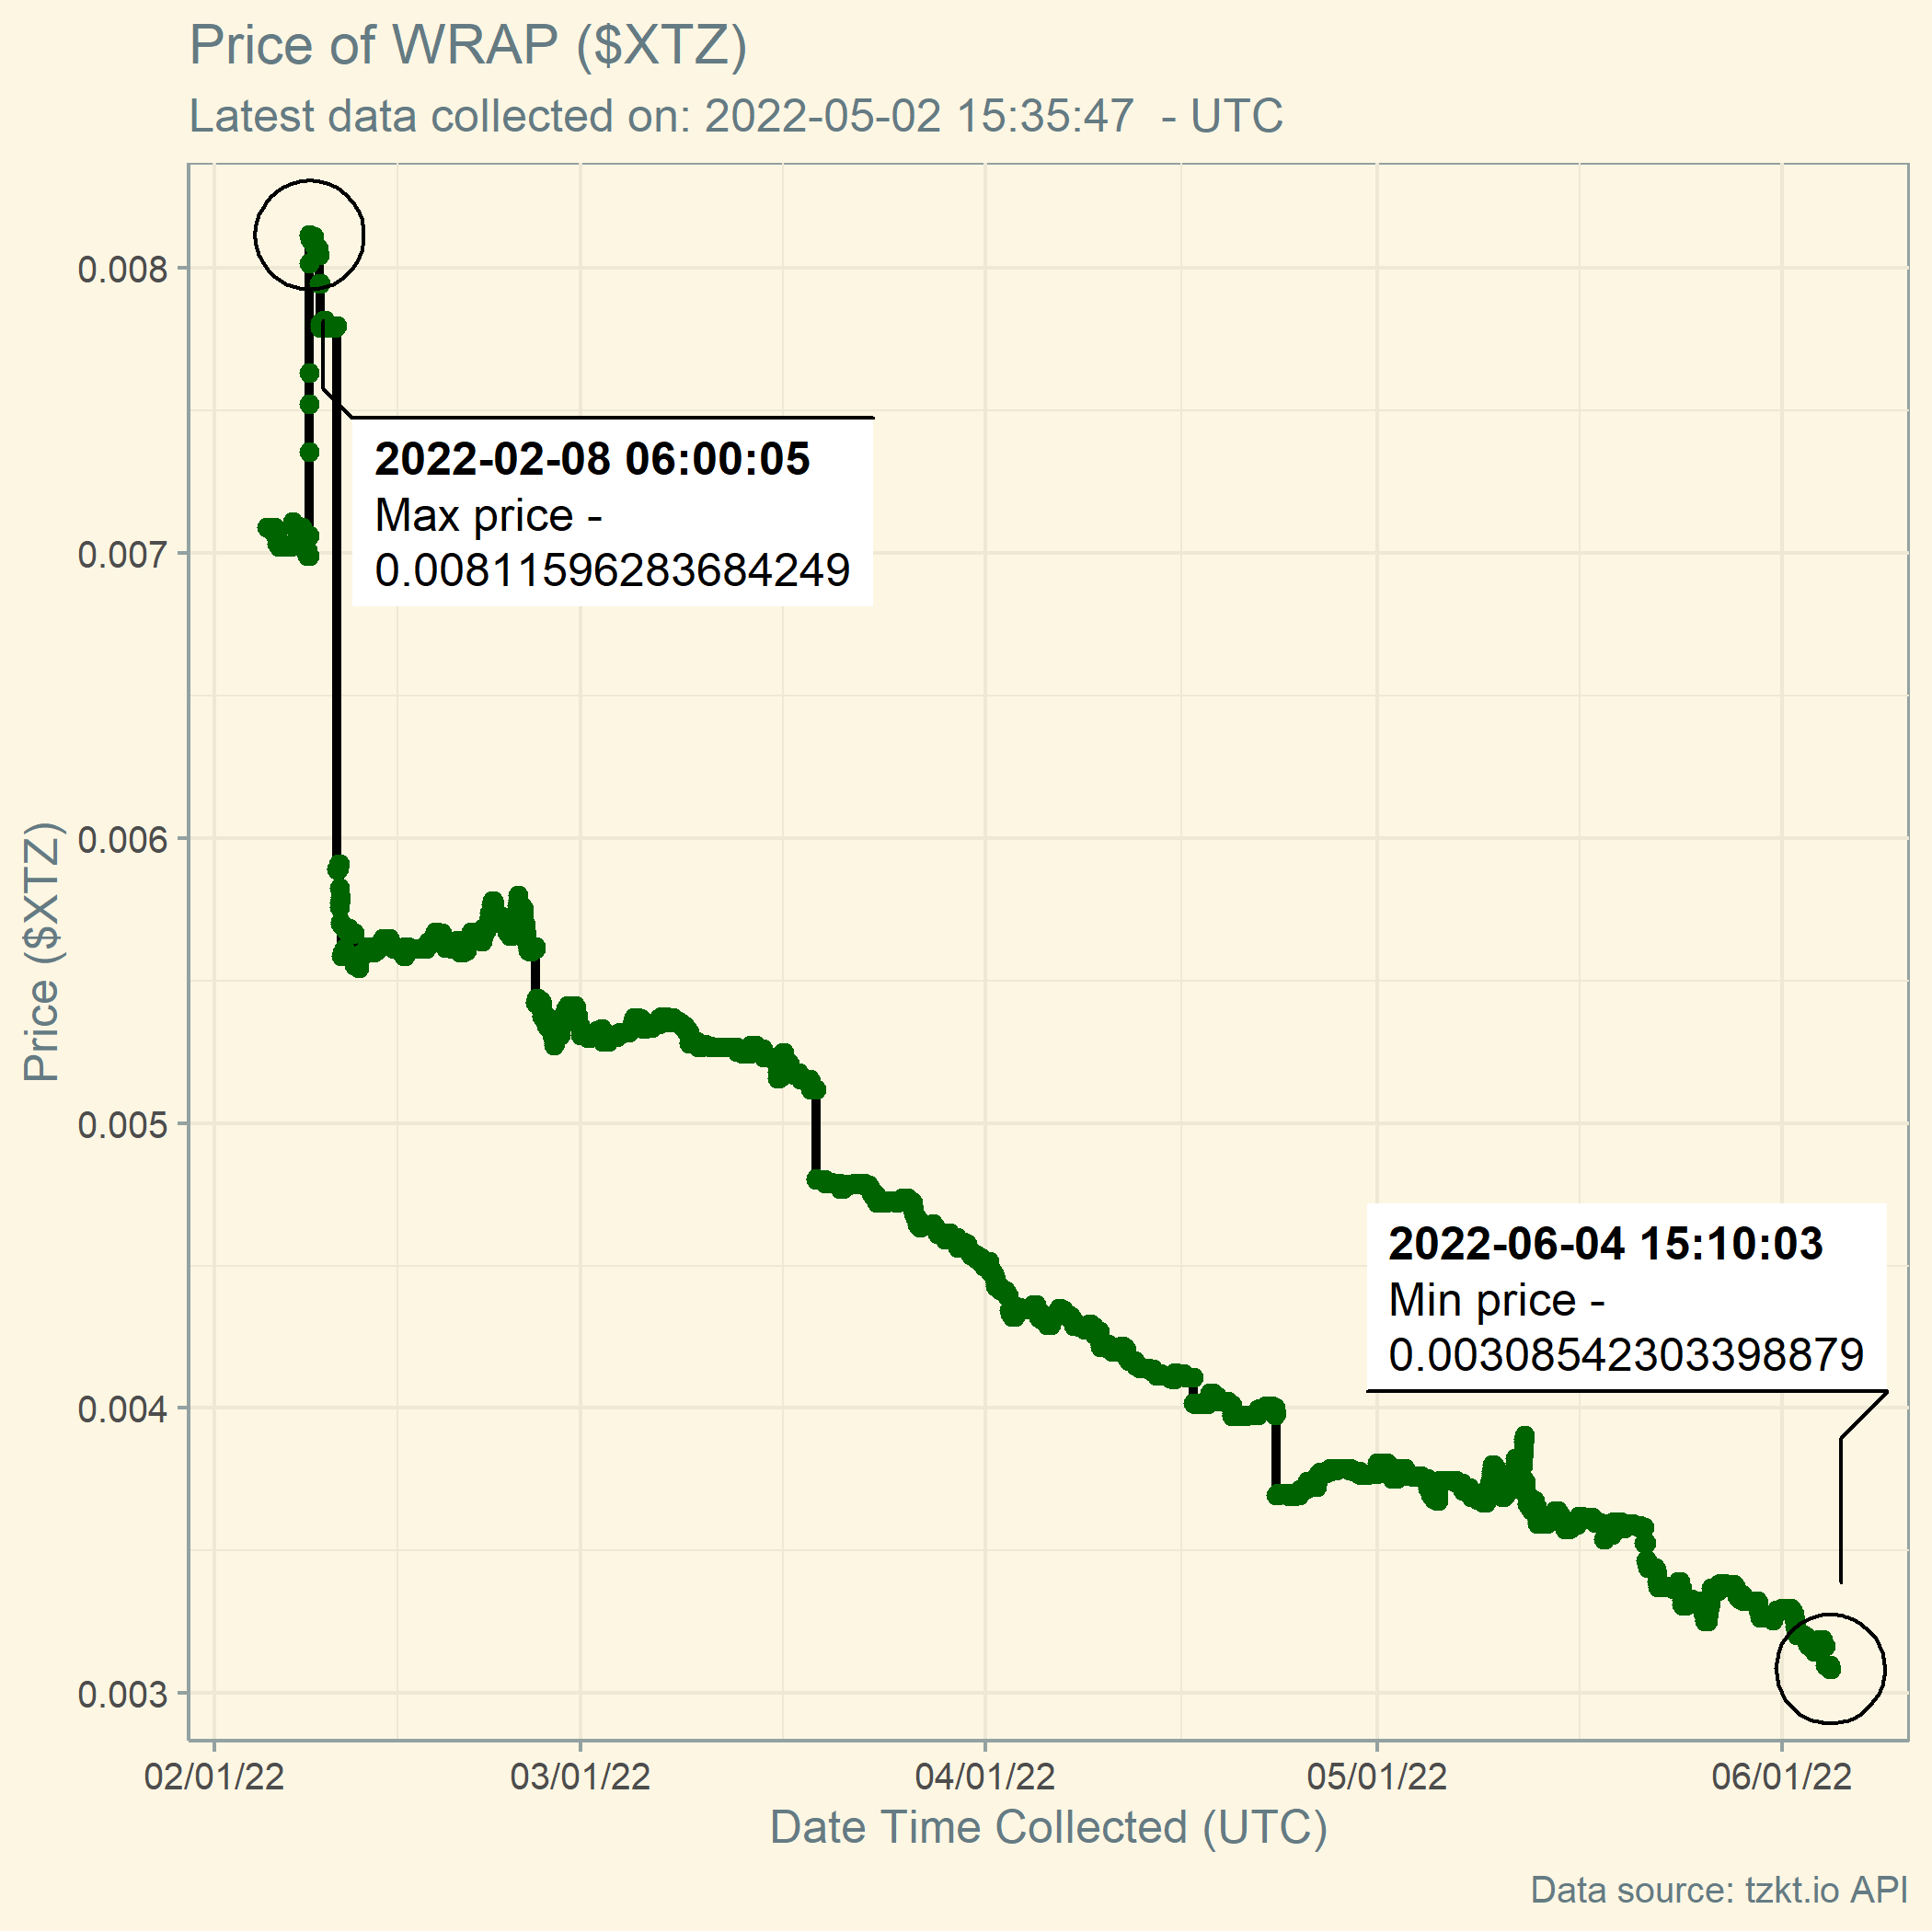 Price of WRAP ($XTZ)
Latest data collected on: 2022-05-02 15:35:47  - UTC
Price ($XTZ)
0.008
0.007
0.006
0.005
0.004
0.003
2022-02-08 06:00:05
Max price -
0.00811596283684249
2022-06-04 15:10:03
Min price -
0.00308542303398879
02/01/22 03/01/22 04/01/22 05/01/22 06/01/22
Date Time Collected (UTC)
Data source: tzkt.io API